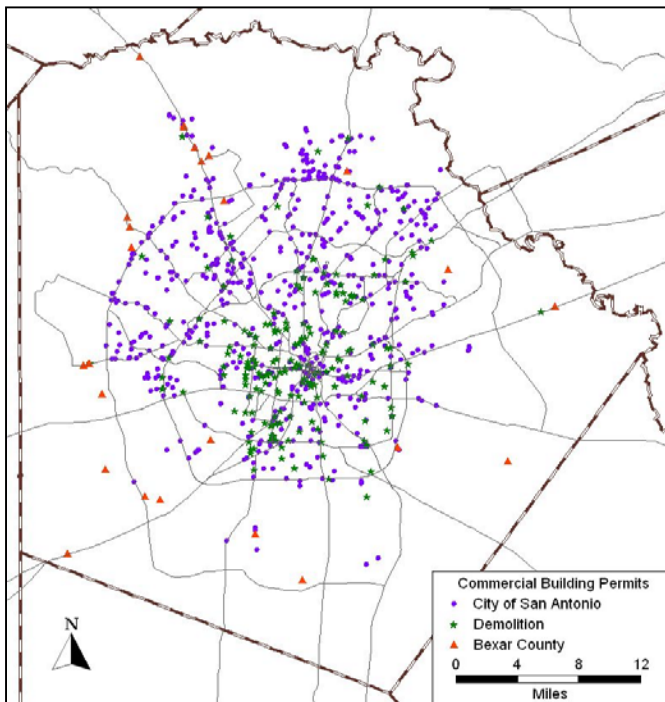 N
Commercial Building Permits
City of San Antonio
Demolition
Bexar County
0 4 8 12
Miles